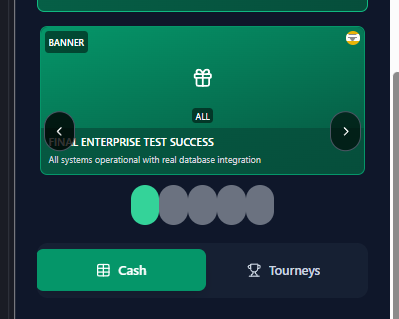 BANNER
ALL
FINAL ENTERPRISE TEST SUCCESS
All systems operational with real database integration
Cash
Tourneys